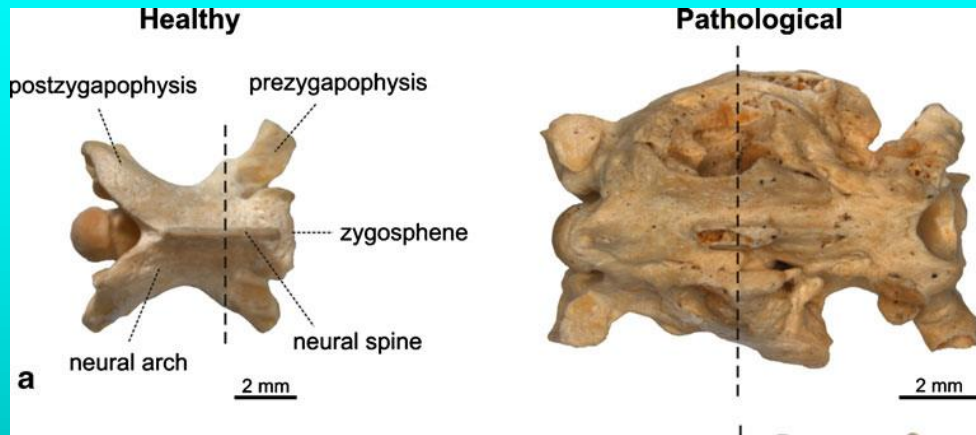 Healthy
Pathological
postzygapophysis
prezygapophysis
zygosphene
neural spine
neural arch
a
2 mm
2 mm